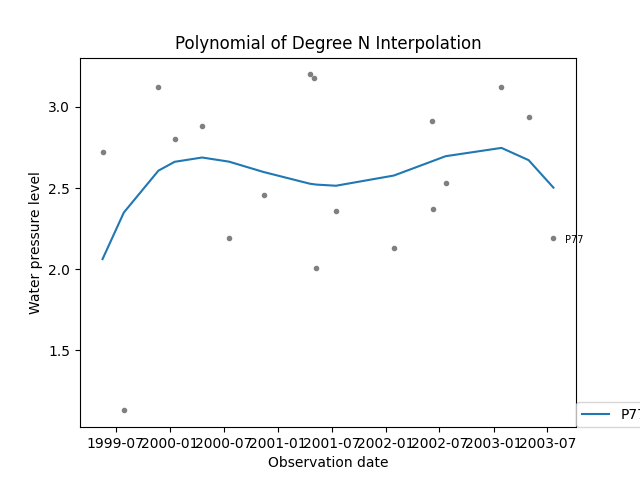 Polynomial of Degree N Interpolation
Water pressure level
3.0
2.5
2.0
1.5
P77
P77
1999-07 2000-01 2000-07 2001-01 2001-07 2002-01 2002-07 2003-01 2003-07
Observation date